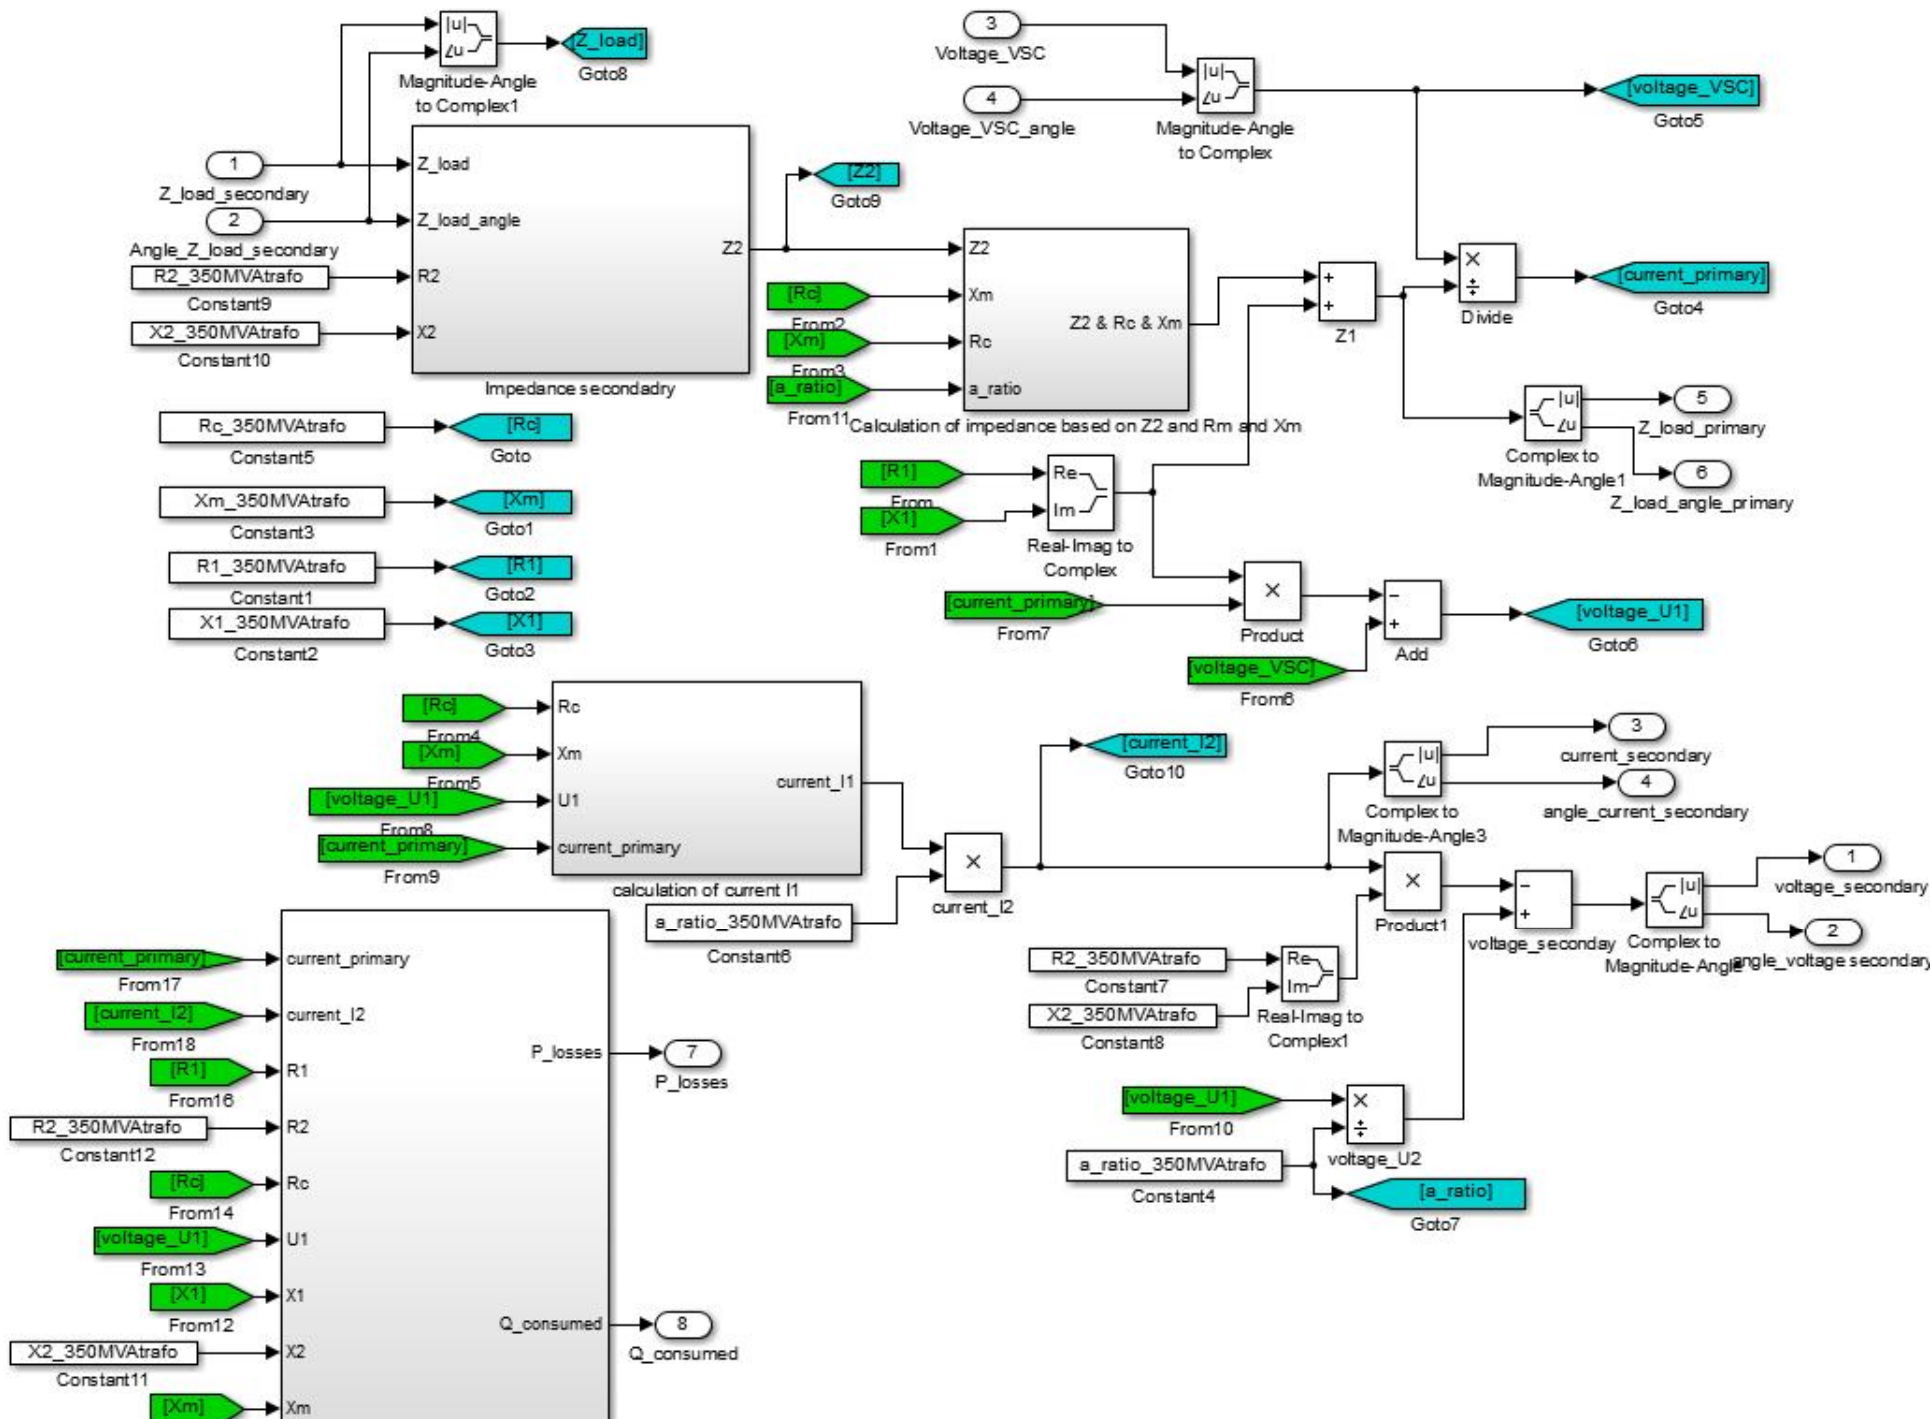 |u|
∠u
Magnitude-Angle
to Complex1
[Z_load]
Goto8
3
Voltage_VSC
4
Voltage_VSC_angle
|u|
∠u
Magnitude-Angle
to Complex
[voltage_VSC]
Goto5
1
Z_load_secondary
2
Angle_Z_load_secondary
R2_350MVAtrafo
Constant9
X2_350MVAtrafo
Constant10
Z_load
Z_load_angle
R2
X2
Z2
Impedance secondadry
[Z2]
Goto9
[Rc]
From2
[Xm]
From3
[a_ratio]
From11
Z2
Xm
Rc
a_ratio
Z2 & Rc & Xm
Calculation of impedance based on Z2 and Rm and Xm
+
+
Z1
×
÷
Divide
[current_primary]
Goto4
|u|
∠u
Complex to
Magnitude-Angle1
5
Z_load_primary
6
Z_load_angle_primary
Rc_350MVAtrafo
Constant5
[Rc]
Goto
Xm_350MVAtrafo
Constant3
[Xm]
Goto1
R1_350MVAtrafo
Constant1
[R1]
Goto2
X1_350MVAtrafo
Constant2
[X1]
Goto3
[R1]
From
[X1]
From1
Re
Im
Real-Imag to
Complex
[current_primary]
From7
×
Product
[voltage_VSC]
From6
−
+
Add
[voltage_U1]
Goto6
[Rc]
From4
[Xm]
From5
[voltage_U1]
From8
[current_primary]
From9
Rc
Xm
U1
current_primary
current_I1
calculation of current I1
a_ratio_350MVAtrafo
Constant6
×
current_I2
[current_I2]
Goto10
|u|
∠u
Complex to
Magnitude-Angle3
3
current_secondary
4
angle_current_secondary
×
Product1
R2_350MVAtrafo
Constant7
X2_350MVAtrafo
Constant8
Re
Im
Real-Imag to
Complex1
−
+
voltage_seconday
|u|
∠u
Complex to
Magnitude-Angle
1
voltage_secondary
2
angle_voltage secondary
[voltage_U1]
From10
a_ratio_350MVAtrafo
Constant4
×
÷
voltage_U2
[a_ratio]
Goto7
[current_primary]
From17
[current_I2]
From18
[R1]
From16
R2_350MVAtrafo
Constant12
[Rc]
From14
[voltage_U1]
From13
[X1]
From12
X2_350MVAtrafo
Constant11
[Xm]
current_primary
current_I2
R1
R2
Rc
U1
X1
X2
Xm
P_losses
7
P_losses
Q_consumed
8
Q_consumed